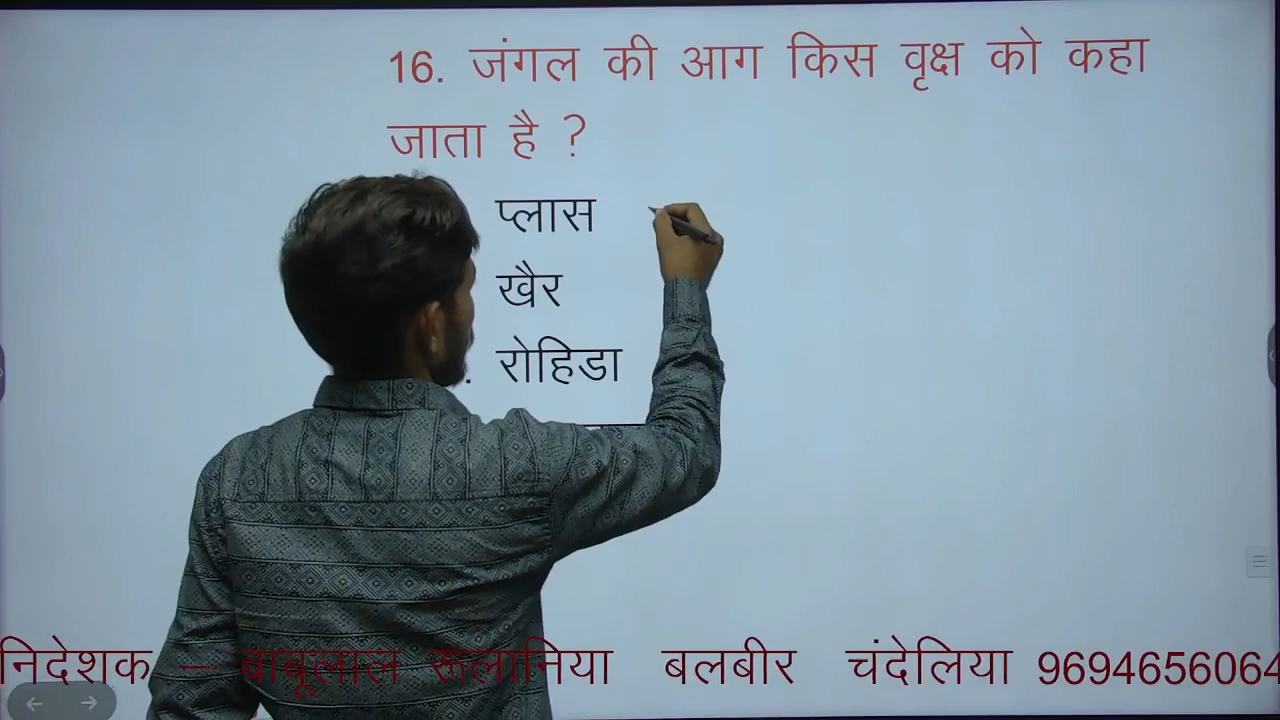 16. जंगल की आग किस वृक्ष को कहा
जाता है ?
प्लास
खैर
. रोहिडा
निदेशक – बाबूलाल रूलानिया बलबीर चंदेलिया 9694656064